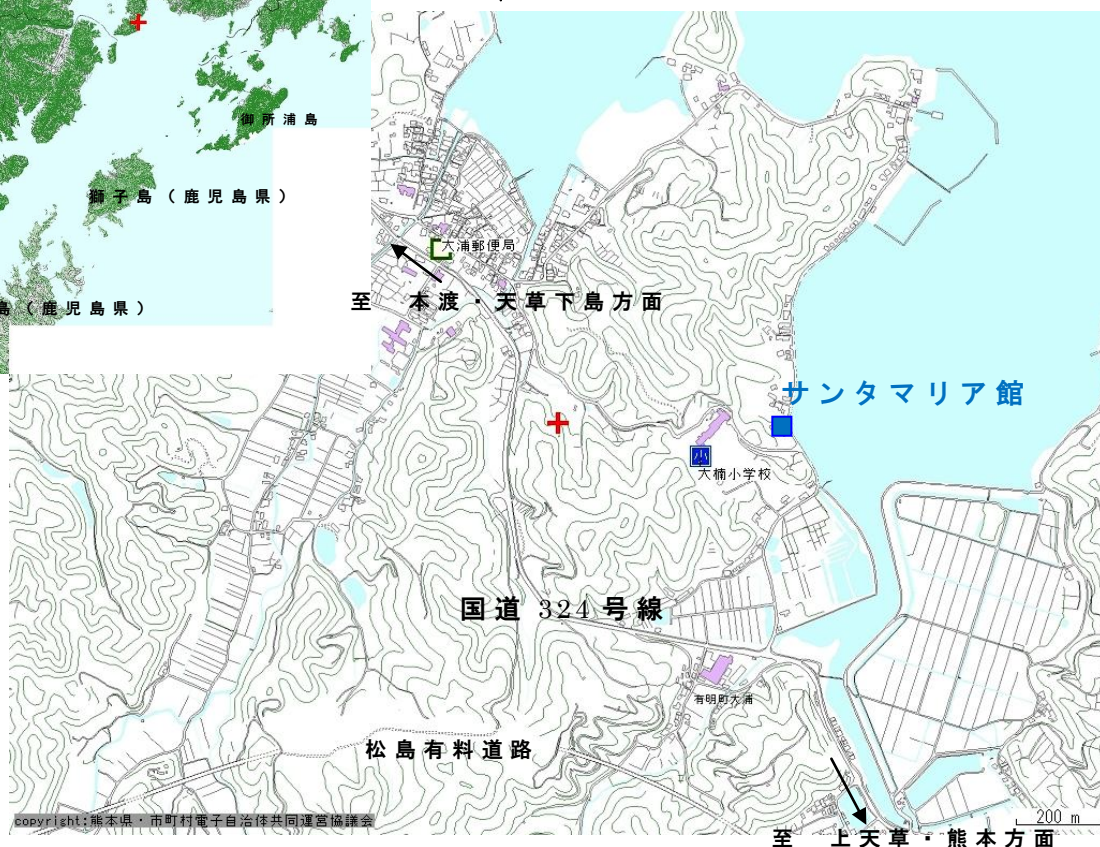 御所浦島
獅子島（鹿児島県）
島（鹿児島県）
大浦郵便局
至 本渡・天草下島方面
サンタマリア館
小
大楠小学校
国道 324 号線
有明町大浦
松島有料道路
copyright:熊本県・市町村電子自治体共同運営協議会
200 m
至 上天草・熊本方面